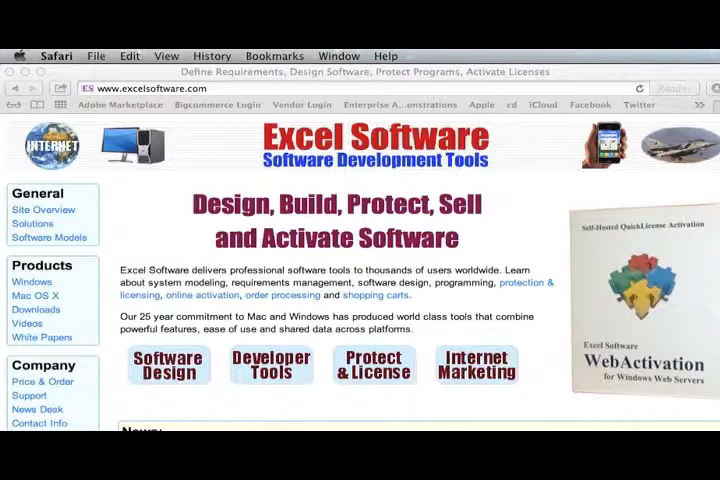 Safari File Edit View History Bookmarks Window Help
Define Requirements, Design Software, Protect Programs, Activate Licenses
ES www.excelsoftware.com Reader
Adobe Marketplace Bigcommerce Login Vendor Login Enterprise A...onstrations Apple cd iCloud Facebook Twitter
INTERNET
Excel Software
Software Development Tools
General
Site Overview
Solutions
Software Models
Products
Windows
Mac OS X
Downloads
Videos
White Papers
Company
Price & Order
Support
News Desk
Contact Info
Design, Build, Protect, Sell
and Activate Software
Excel Software delivers professional software tools to thousands of users worldwide. Learn
about system modeling, requirements management, software design, programming, protection &
licensing, online activation, order processing and shopping carts.
Our 25 year commitment to Mac and Windows has produced world class tools that combine
powerful features, ease of use and shared data across platforms.
Software
Design
Developer
Tools
Protect
& License
Internet
Marketing
News:
Self-Hosted QuickLicense Activation
Excel Software
WebActivation
for Windows Web Servers